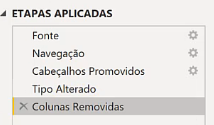 ETAPAS APLICADAS
Fonte
Navegação
Cabeçalhos Promovidos
Tipo Alterado
Colunas Removidas